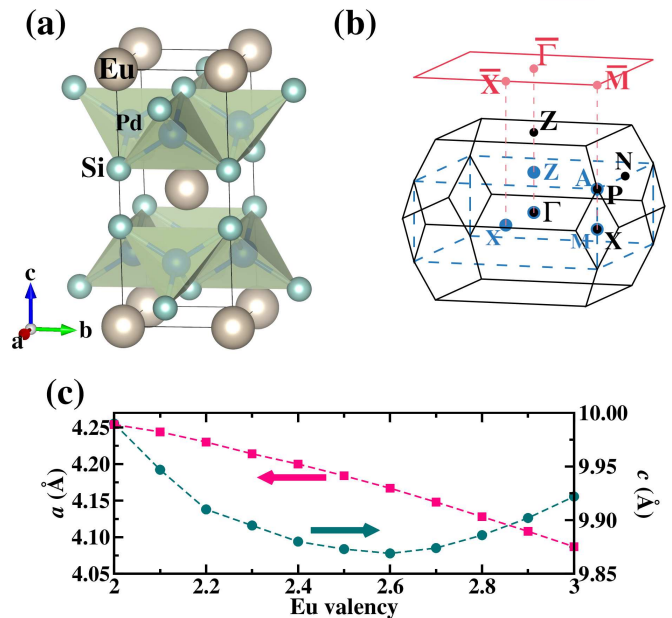 (a)
Eu
Pd
Si
c
b
a
(b)
Γ̅
X̅
M̅
Z
N
Z
A
P
Γ
X
M
X
(c)
4.25
4.20
4.15
4.10
4.05
a (Å)
10.00
9.95
9.90
9.85
c (Å)
2 2.2 2.4 2.6 2.8 3
Eu valency